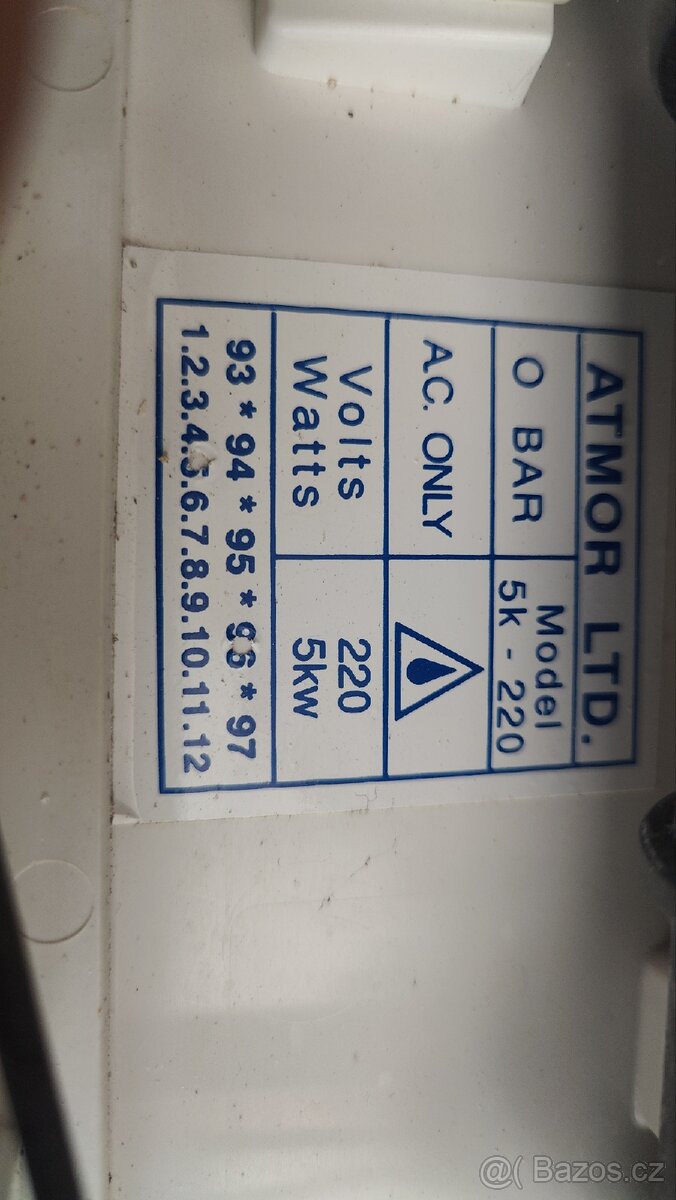 ATMOR LTD.
O BAR
Model
5k - 220
A.C. ONLY
Volts 220
Watts 5kw
93 * 94 * 95 * 96 * 97
1.2.3.4.5.6.7.8.9.10.11.12
@( Bazos.cz